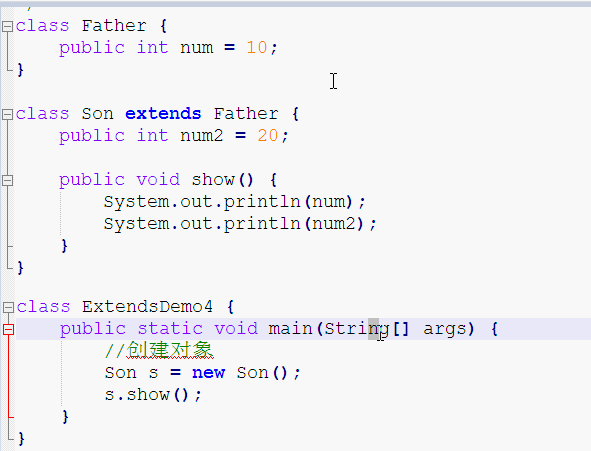 class Father {
    public int num = 10;
}
class Son extends Father {
    public int num2 = 20;
    public void show() {
        System.out.println(num);
        System.out.println(num2);
    }
}
class ExtendsDemo4 {
    public static void main(String[] args) {
        //创建对象
        Son s = new Son();
        s.show();
    }
}